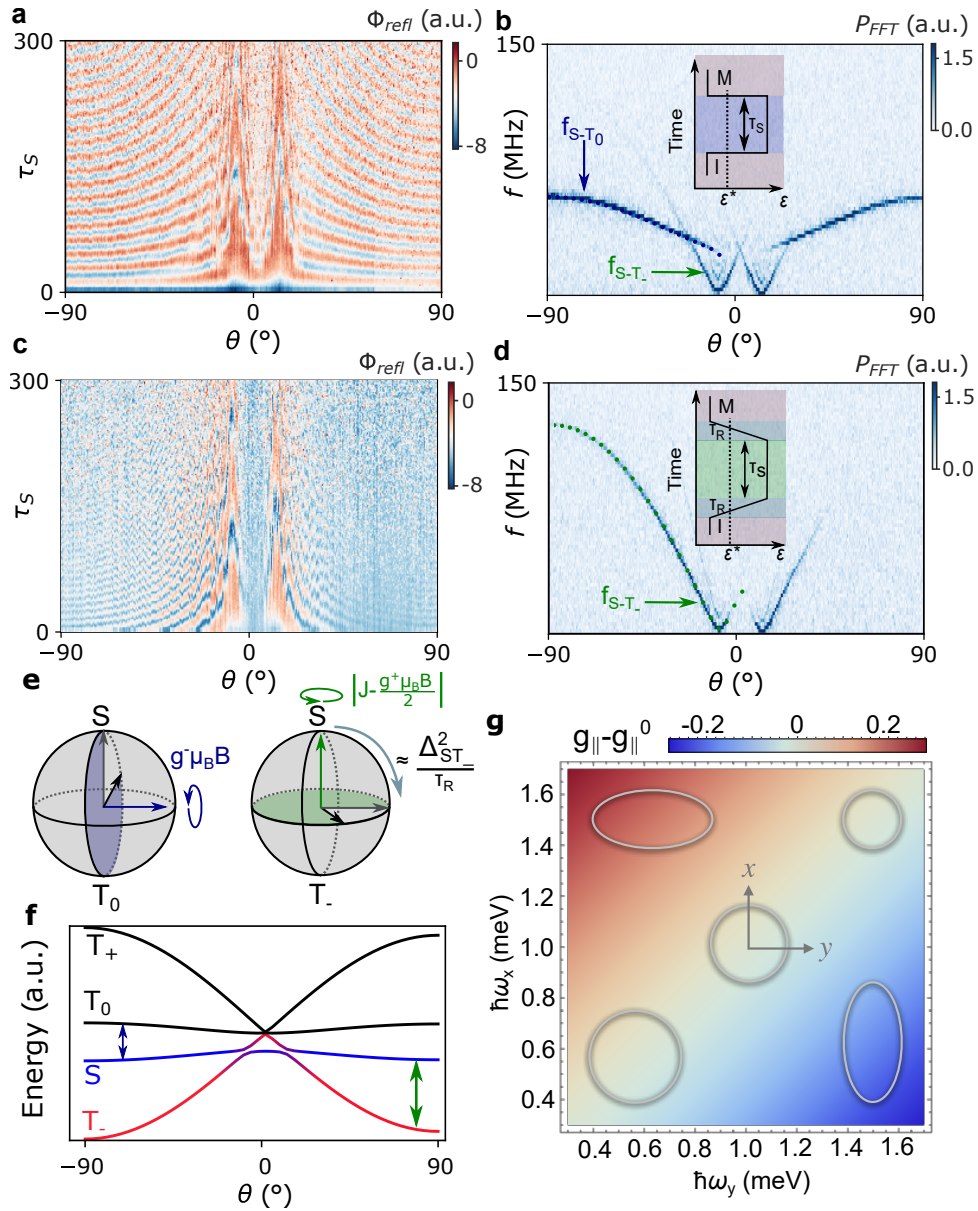 a
Φrefl (a.u.)
300
τS
0
0
-8
−90
0
90
θ (°)
b
PFFT (a.u.)
150
f (MHz)
0
1.5
0.0
fS-T0
fS-T-
Time
M
τS
I
ε*
ε
−90
0
90
θ (°)
c
Φrefl (a.u.)
300
τS
0
0
-8
−90
0
90
θ (°)
d
PFFT (a.u.)
150
f (MHz)
0
1.5
0.0
fS-T-
Time
M
τR
τS
τR
I
ε*
ε
−90
0
90
θ (°)
e
S
g-μBB
T0
|J-g+μBB/2|
S
≈ Δ²ST-/τR
T-
f
Energy (a.u.)
T+
T0
S
T-
−90
0
90
θ (°)
g
g∥-g∥0
-0.2 0 0.2
ħωx (meV)
1.6
1.4
1.2
1.0
0.8
0.6
0.4
x
y
0.4 0.6 0.8 1.0 1.2 1.4 1.6
ħωy (meV)